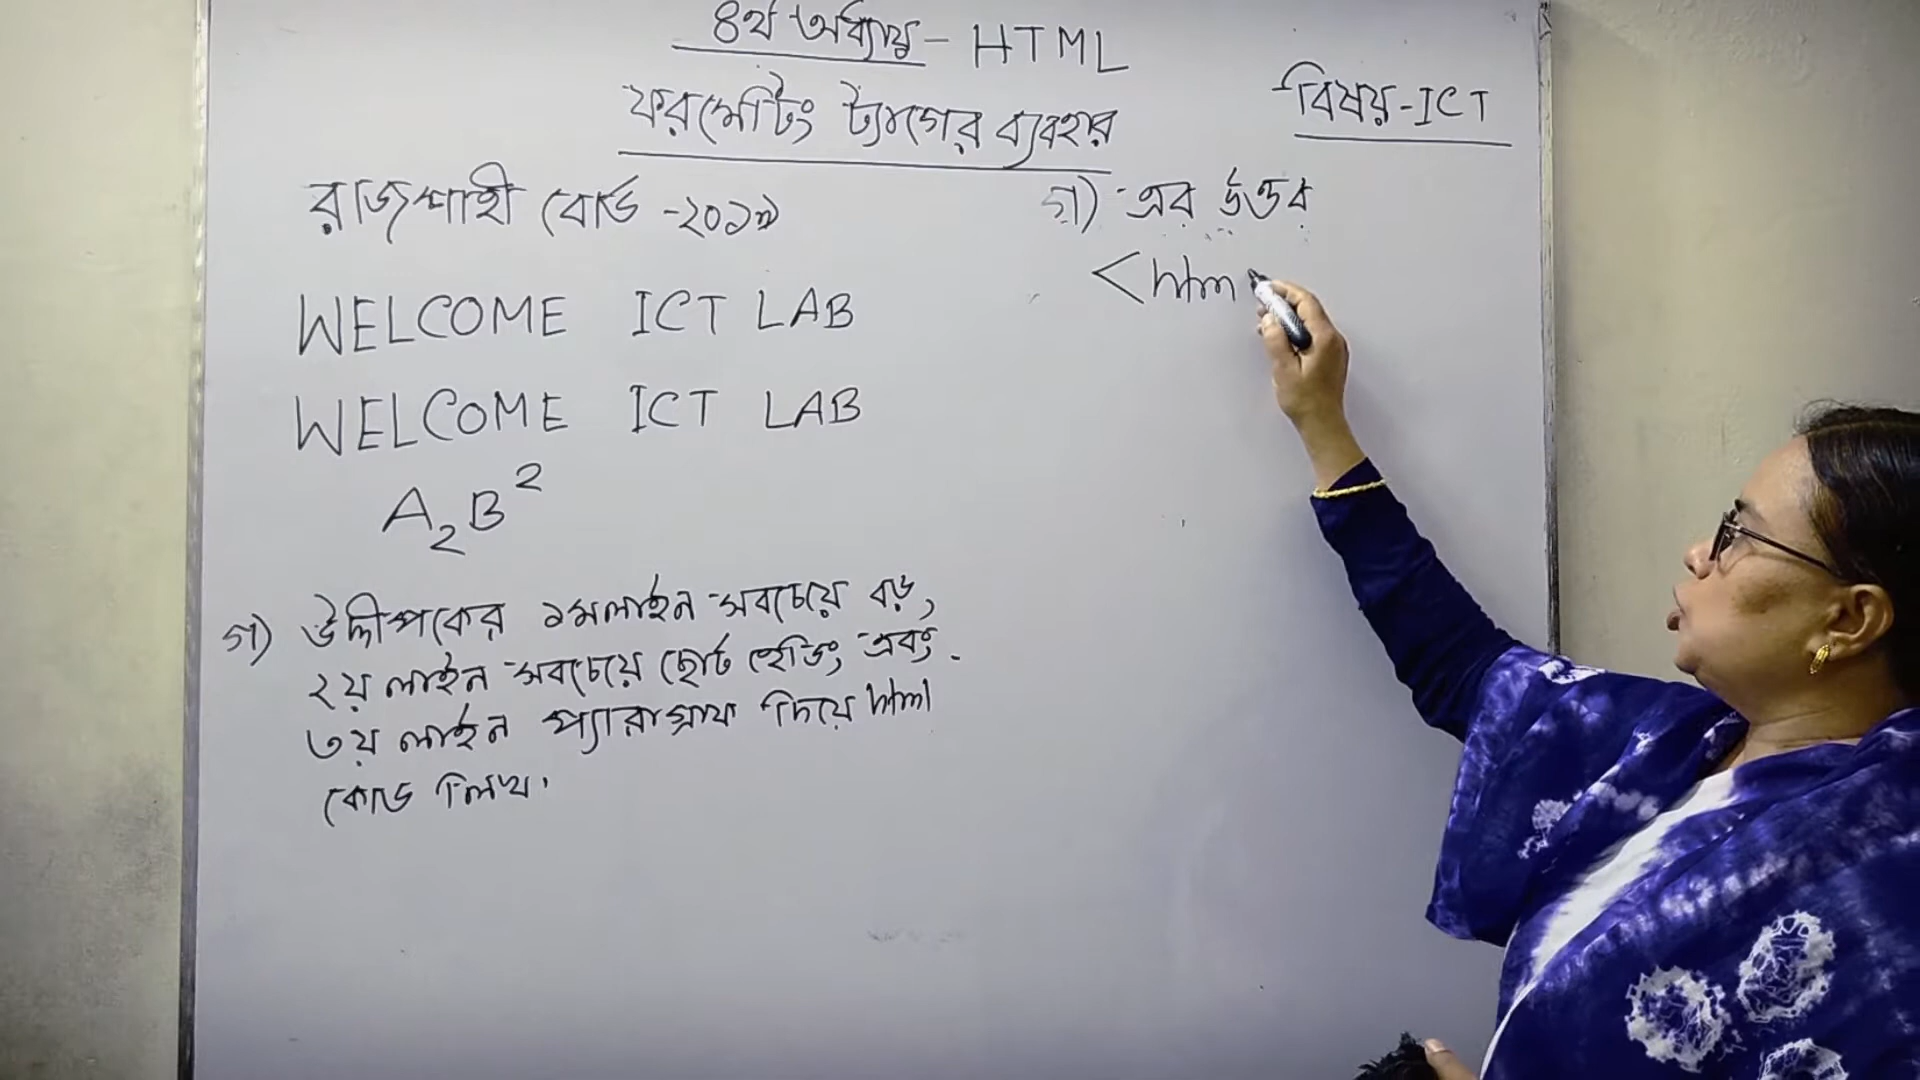 ৪র্থ অধ্যায় - HTML
ফরমেটিং ট্যাগের ব্যবহার
বিষয়-ICT
রাজশাহী বোর্ড -২০১৯
WELCOME ICT LAB
WELCOME ICT LAB
A₂B²
গ) উদ্দীপকের ১ম লাইন সবচেয়ে বড়,
২য় লাইন সবচেয়ে ছোট হেডিং এবং
৩য় লাইন প্যারাগ্রাফ দিয়ে html
কোড লিখ।
গ) এর উত্তর
<htm